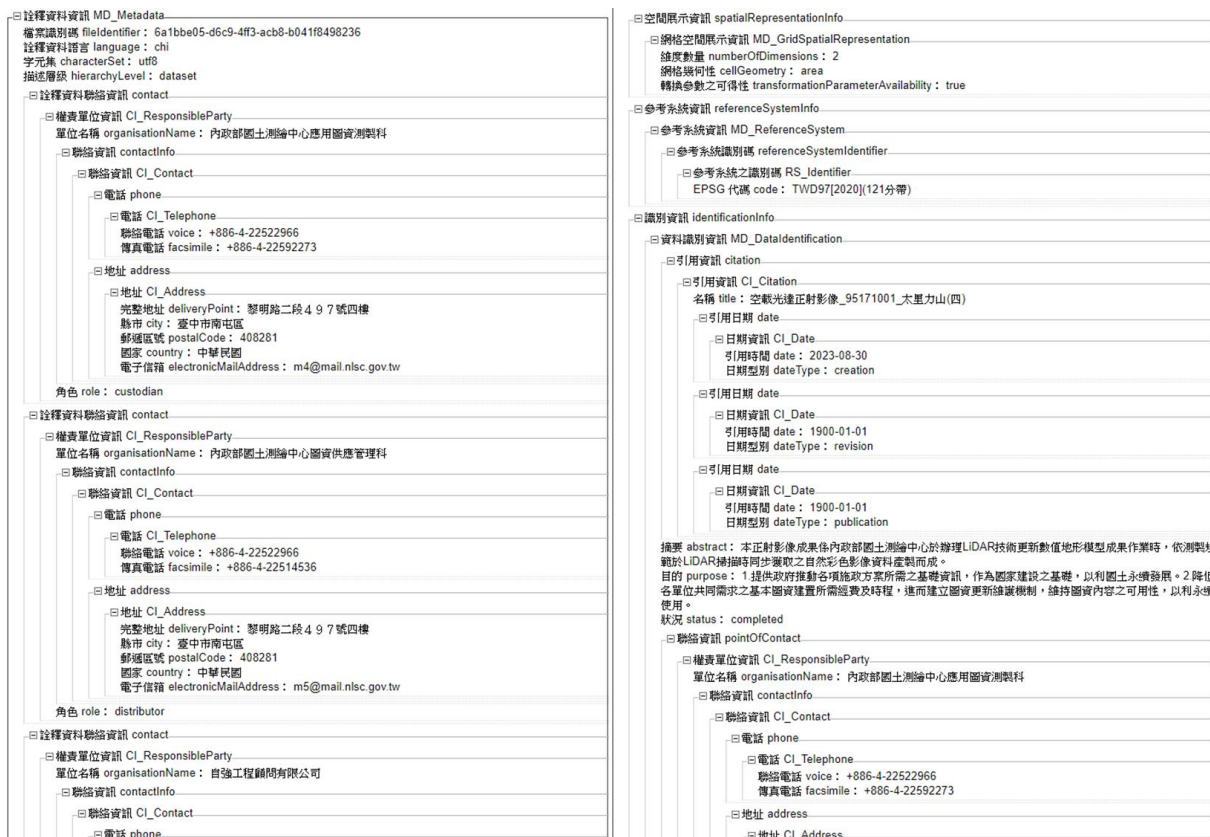 詮釋資料資訊 MD_Metadata
檔案識別碼 fileIdentifier： 6a1bbe05-d6c9-4ff3-acb8-b041f8498236
詮釋資料語言 language： chi
字元集 characterSet： utf8
描述層級 hierarchyLevel： dataset
詮釋資料聯絡資訊 contact
權責單位資訊 CI_ResponsibleParty
單位名稱 organisationName： 內政部國土測繪中心應用圖資測製科
聯絡資訊 contactInfo
聯絡資訊 CI_Contact
電話 phone
電話 CI_Telephone
聯絡電話 voice： +886-4-22522966
傳真電話 facsimile： +886-4-22592273
地址 address
地址 CI_Address
完整地址 deliveryPoint： 黎明路二段４９７號四樓
縣市 city： 臺中市南屯區
郵遞區號 postalCode： 408281
國家 country： 中華民國
電子信箱 electronicMailAddress： m4@mail.nlsc.gov.tw
角色 role： custodian
詮釋資料聯絡資訊 contact
權責單位資訊 CI_ResponsibleParty
單位名稱 organisationName： 內政部國土測繪中心圖資供應管理科
聯絡資訊 contactInfo
聯絡資訊 CI_Contact
電話 phone
電話 CI_Telephone
聯絡電話 voice： +886-4-22522966
傳真電話 facsimile： +886-4-22514536
地址 address
地址 CI_Address
完整地址 deliveryPoint： 黎明路二段４９７號四樓
縣市 city： 臺中市南屯區
郵遞區號 postalCode： 408281
國家 country： 中華民國
電子信箱 electronicMailAddress： m5@mail.nlsc.gov.tw
角色 role： distributor
詮釋資料聯絡資訊 contact
權責單位資訊 CI_ResponsibleParty
單位名稱 organisationName： 自強工程顧問有限公司
聯絡資訊 contactInfo
聯絡資訊 CI_Contact
電話 phone
空間展示資訊 spatialRepresentationInfo
網格空間展示資訊 MD_GridSpatialRepresentation
維度數量 numberOfDimensions： 2
網格幾何性 cellGeometry： area
轉換參數之可得性 transformationParameterAvailability： true
參考系統資訊 referenceSystemInfo
參考系統資訊 MD_ReferenceSystem
參考系統識別碼 referenceSystemIdentifier
參考系統之識別碼 RS_Identifier
EPSG 代碼 code： TWD97[2020](121分帶)
識別資訊 identificationInfo
資料識別資訊 MD_DataIdentification
引用資訊 citation
引用資訊 CI_Citation
名稱 title： 空載光達正射影像_95171001_太里力山(四)
引用日期 date
日期資訊 CI_Date
引用時間 date： 2023-08-30
日期型別 dateType： creation
引用日期 date
日期資訊 CI_Date
引用時間 date： 1900-01-01
日期型別 dateType： revision
引用日期 date
日期資訊 CI_Date
引用時間 date： 1900-01-01
日期型別 dateType： publication
摘要 abstract： 本正射影像成果係內政部國土測繪中心於辦理LiDAR技術更新數值地形模型成果作業時，依測製規
範於LiDAR掃描時同步獲取之自然彩色影像資料產製而成。
目的 purpose： 1.提供政府推動各項施政方案所需之基礎資訊，作為國家建設之基礎，以利國土永續發展。2.降低
各單位共同需求之基本圖資建置所需經費及時程，進而建立圖資更新維護機制，維持圖資內容之可用性，以利永續
使用。
狀況 status： completed
聯絡資訊 pointOfContact
權責單位資訊 CI_ResponsibleParty
單位名稱 organisationName： 內政部國土測繪中心應用圖資測製科
聯絡資訊 contactInfo
聯絡資訊 CI_Contact
電話 phone
電話 CI_Telephone
聯絡電話 voice： +886-4-22522966
傳真電話 facsimile： +886-4-22592273
地址 address
地址 CI_Address